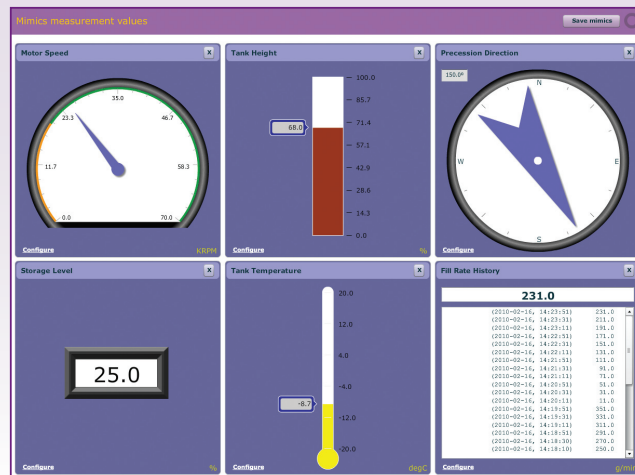 Mimics measurement values
Save mimics
Motor Speed X
35.0
23.3 46.7
11.7 58.3
0.0 70.0
Configure KRPM
Tank Height X
100.0
85.7
71.4
68.0
57.1
42.9
28.6
14.3
0.0
Configure %
Precession Direction X
150.0º
N
W E
S
Configure
Storage Level X
25.0
Configure %
Tank Temperature X
20.0
12.0
4.0
-4.0
-8.7
-12.0
-20.0
Configure degC
Fill Rate History X
231.0
(2010-02-16, 14:23:51) 231.0
(2010-02-16, 14:23:31) 211.0
(2010-02-16, 14:23:11) 191.0
(2010-02-16, 14:22:51) 171.0
(2010-02-16, 14:22:31) 151.0
(2010-02-16, 14:22:11) 131.0
(2010-02-16, 14:21:51) 111.0
(2010-02-16, 14:21:31) 91.0
(2010-02-16, 14:21:11) 71.0
(2010-02-16, 14:20:51) 51.0
(2010-02-16, 14:20:31) 31.0
(2010-02-16, 14:20:11) 11.0
(2010-02-16, 14:19:51) 351.0
(2010-02-16, 14:19:31) 331.0
(2010-02-16, 14:19:11) 311.0
(2010-02-16, 14:18:51) 291.0
(2010-02-16, 14:18:30) 270.0
(2010-02-16, 14:18:10) 250.0
Configure g/min